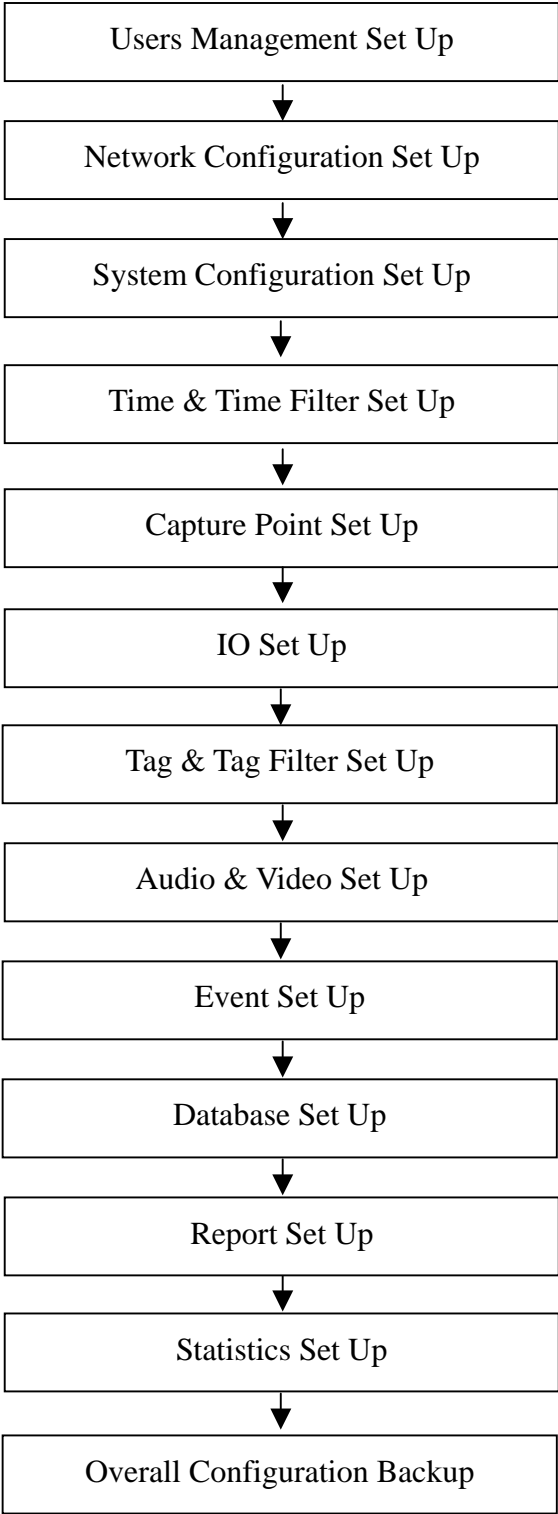 Users Management Set Up
Network Configuration Set Up
System Configuration Set Up
Time & Time Filter Set Up
Capture Point Set Up
IO Set Up
Tag & Tag Filter Set Up
Audio & Video Set Up
Event Set Up
Database Set Up
Report Set Up
Statistics Set Up
Overall Configuration Backup